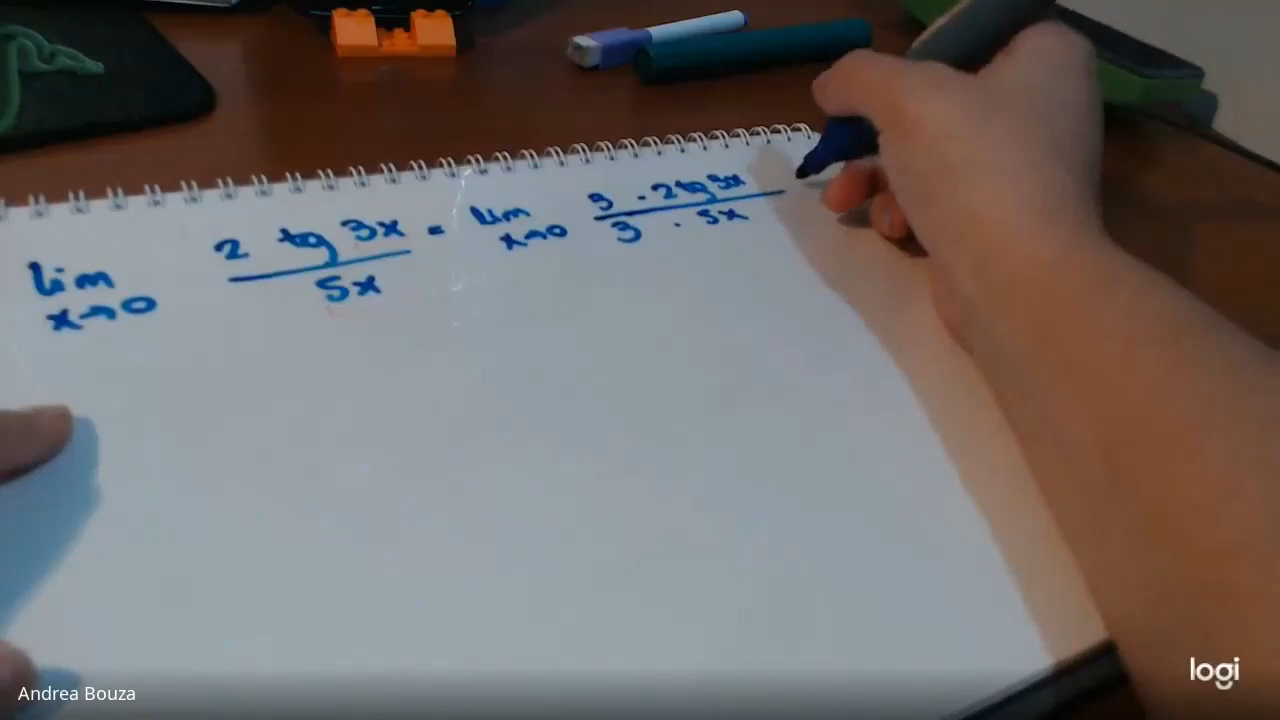 lim x→0 2 tg 3x / 5x = lim x→0 3 · 2 tg 3x / 3 · 5x
logi
Andrea Bouza